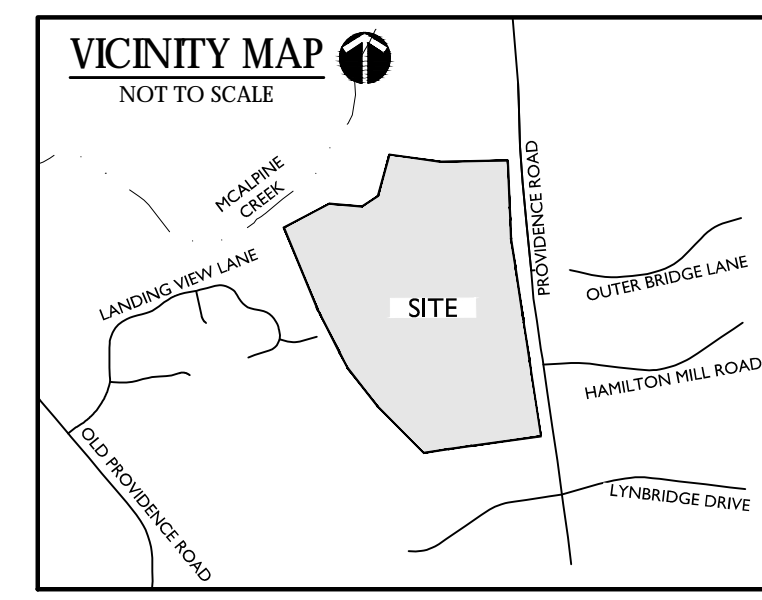 VICINITY MAP
NOT TO SCALE
MCALPINE
CREEK
LANDING VIEW LANE
PROVIDENCE ROAD
OUTER BRIDGE LANE
SITE
HAMILTON MILL ROAD
OLD PROVIDENCE ROAD
LYNBRIDGE DRIVE